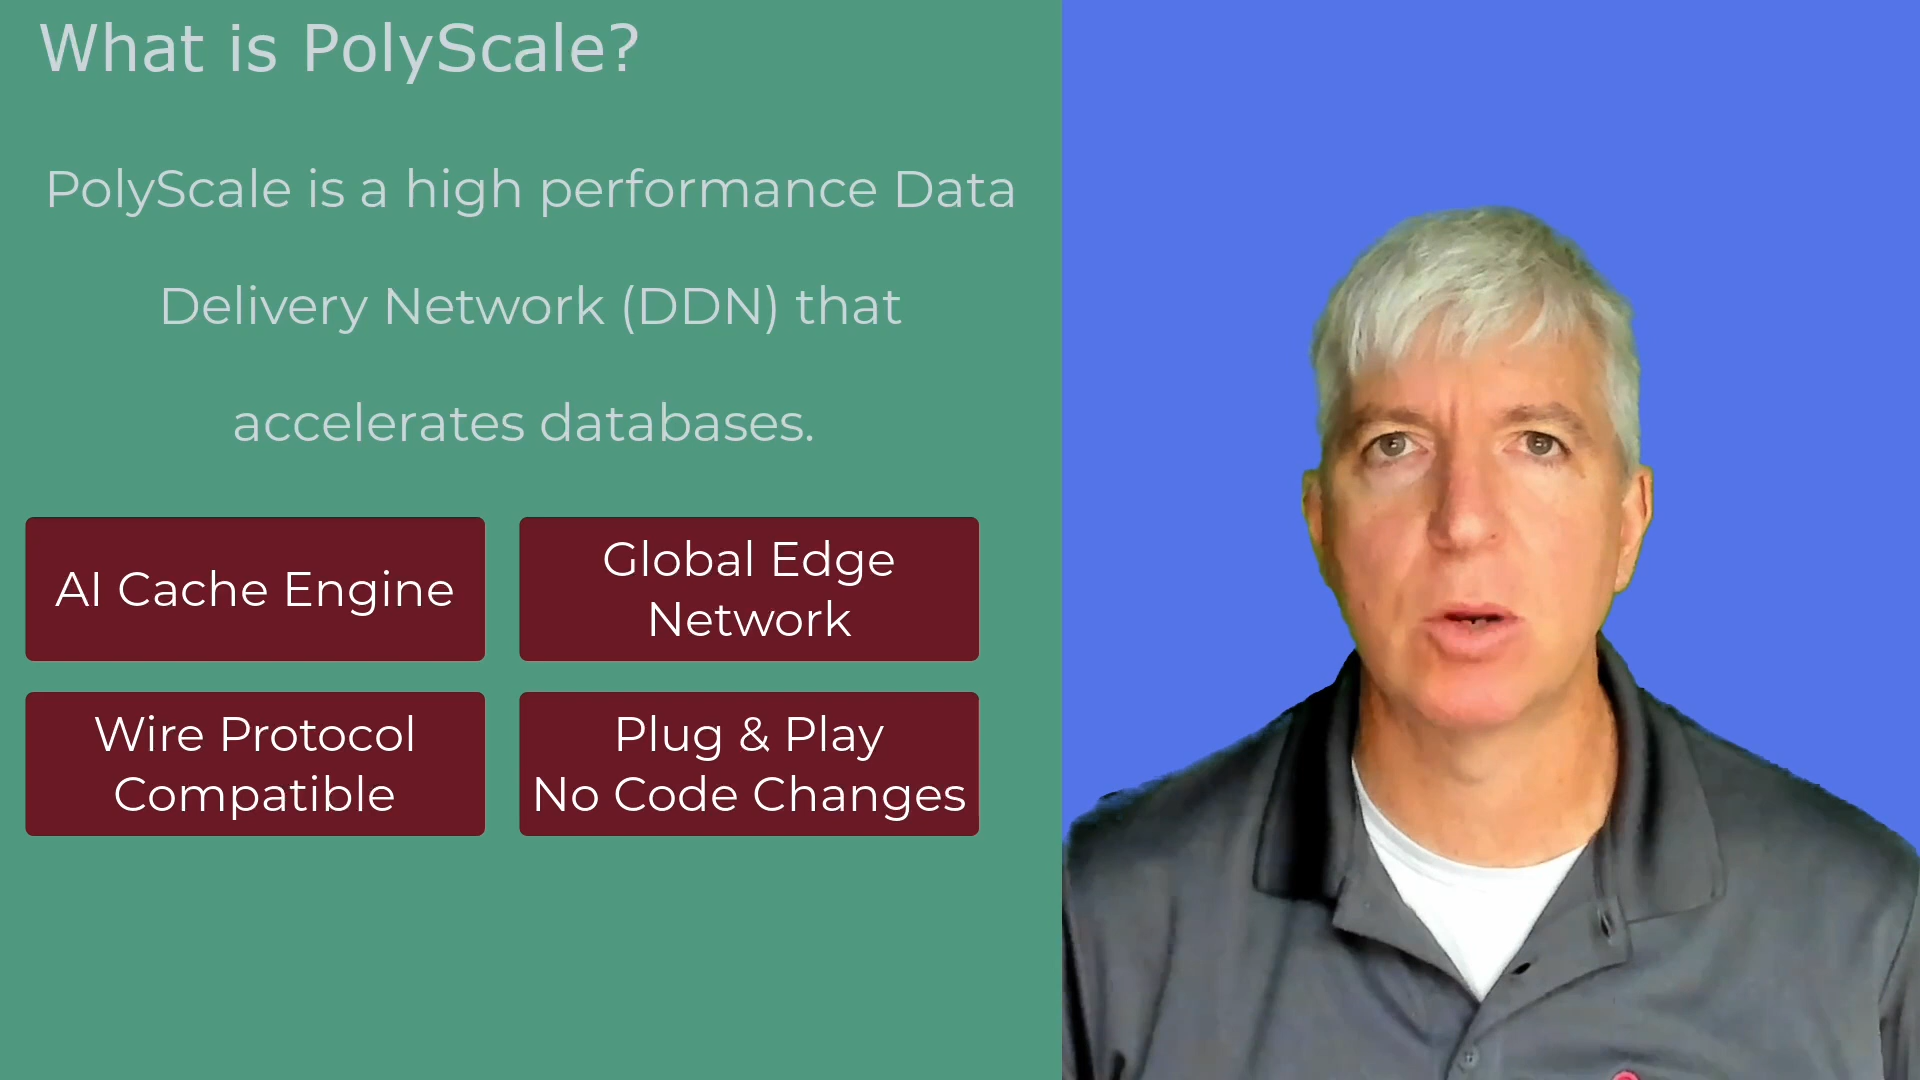 What is PolyScale?
PolyScale is a high performance Data
Delivery Network (DDN) that
accelerates databases.
AI Cache Engine
Global Edge
Network
Wire Protocol
Compatible
Plug & Play
No Code Changes